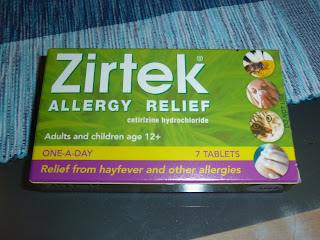 Zirtek®
ALLERGY RELIEF
cetirizine hydrochloride
Adults and children age 12+
ONE-A-DAY 7 TABLETS
Relief from hayfever and other allergies